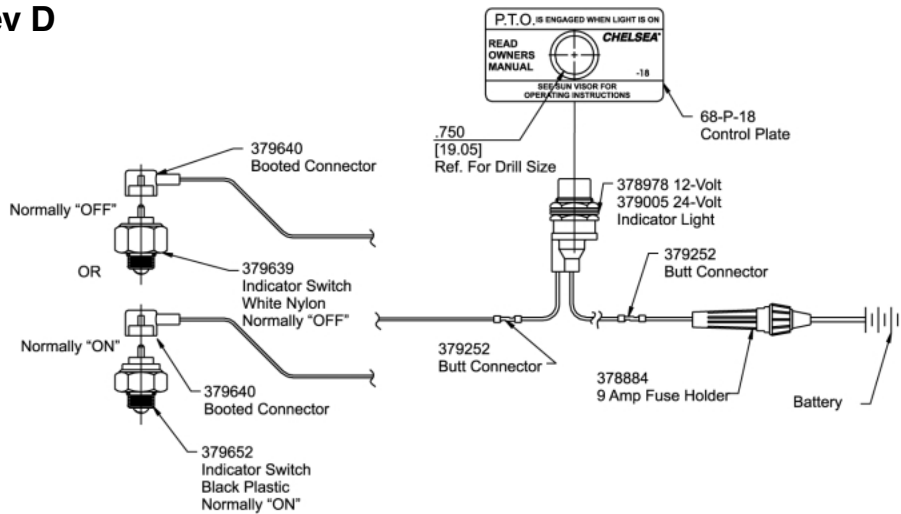 ev D
P.T.O. IS ENGAGED WHEN LIGHT IS ON
READ
OWNERS
MANUAL
CHELSEA
-18
SEE SUN VISOR FOR
OPERATING INSTRUCTIONS
68-P-18
Control Plate
.750
[19.05]
Ref. For Drill Size
379640
Booted Connector
Normally “OFF”
378978 12-Volt
379005 24-Volt
Indicator Light
379252
Butt Connector
OR
379639
Indicator Switch
White Nylon
Normally “OFF”
Normally “ON”
379252
Butt Connector
379640
Booted Connector
378884
9 Amp Fuse Holder
Battery
379652
Indicator Switch
Black Plastic
Normally “ON”